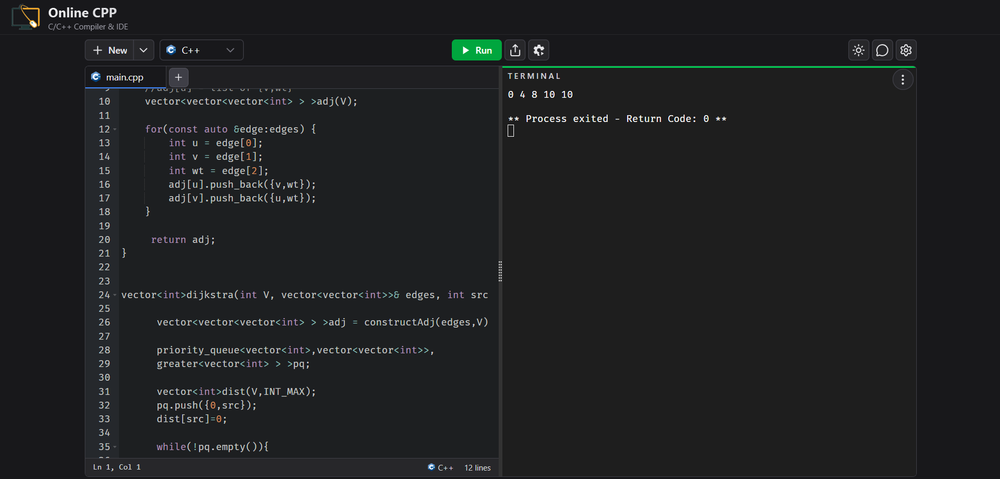 Online CPP
C/C++ Compiler & IDE
New
C++
Run
main.cpp
+
TERMINAL
0 4 8 10 10
** Process exited - Return Code: 0 **
10 vector<vector<vector<int> > >adj(V);
11
12 for(const auto &edge:edges) {
13 int u = edge[0];
14 int v = edge[1];
15 int wt = edge[2];
16 adj[u].push_back({v,wt});
17 adj[v].push_back({u,wt});
18 }
19
20 return adj;
21 }
22
23
24 vector<int>dijkstra(int V, vector<vector<int>>& edges, int src
25
26 vector<vector<vector<int> > >adj = constructAdj(edges,V)
27
28 priority_queue<vector<int>,vector<vector<int>>,
29 greater<vector<int> > >pq;
30
31 vector<int>dist(V,INT_MAX);
32 pq.push({0,src});
33 dist[src]=0;
34
35 while(!pq.empty()){
Ln 1, Col 1
C++
12 lines